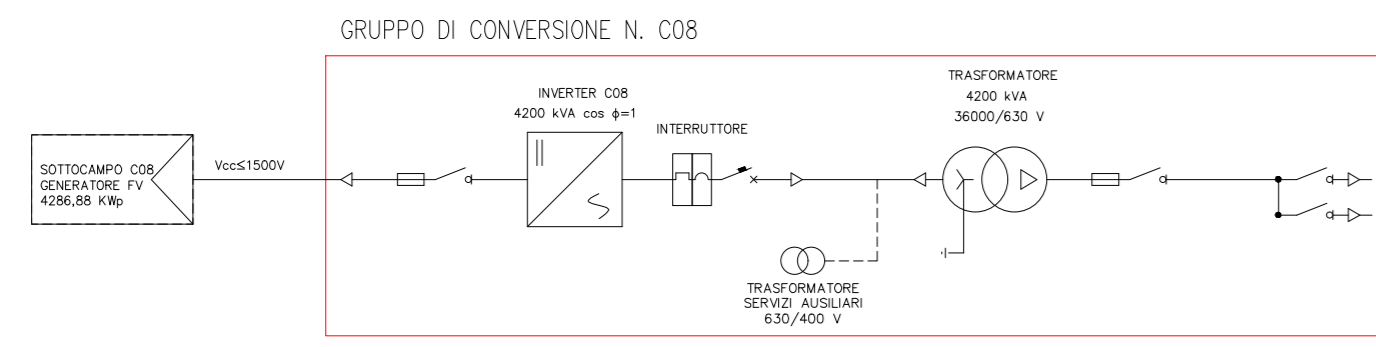 GRUPPO DI CONVERSIONE N. C08
SOTTOCAMPO C08
GENERATORE FV
4286,88 KWp
Vcc≤1500V
INVERTER C08
4200 kVA cos ϕ=1
INTERRUTTORE
TRASFORMATORE
SERVIZI AUSILIARI
630/400 V
TRASFORMATORE
4200 kVA
36000/630 V